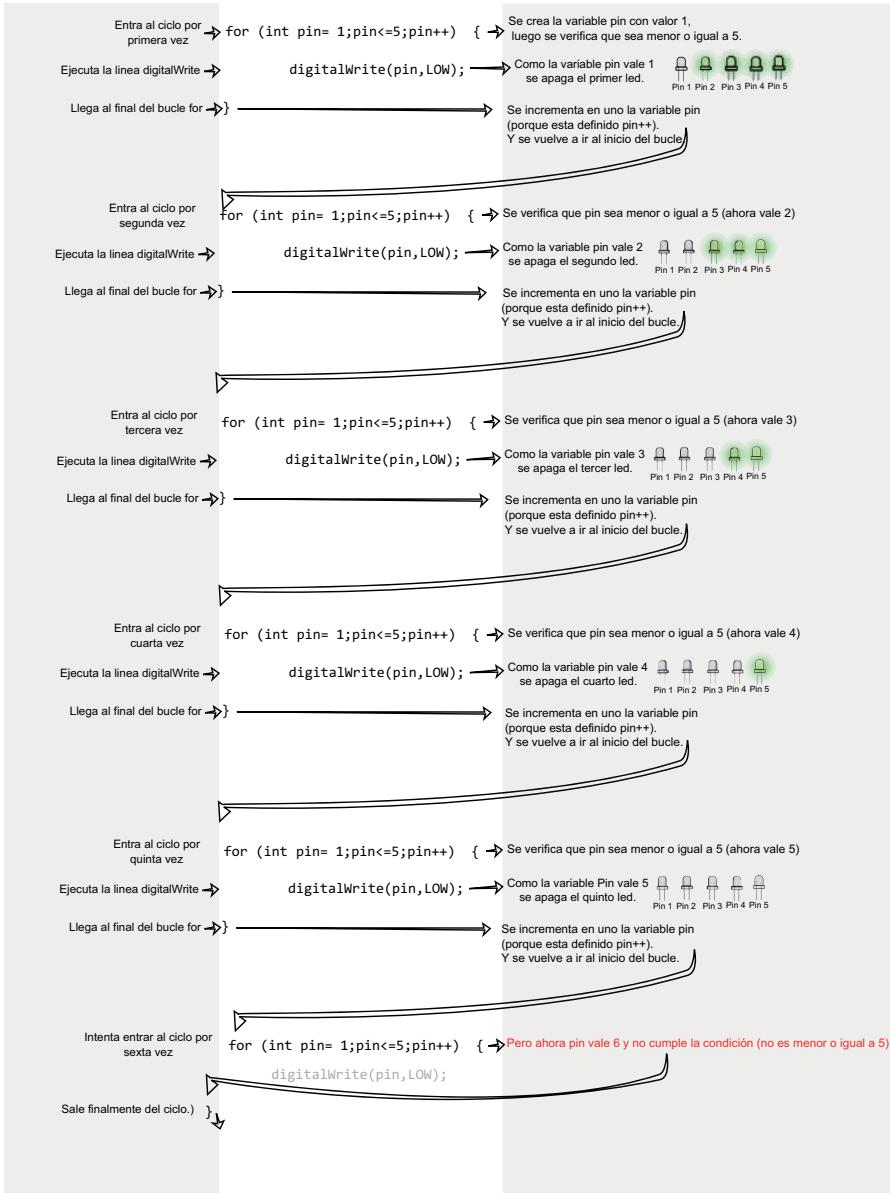 Entra al ciclo por
primera vez
for (int pin= 1;pin<=5;pin++) {
Se crea la variable pin con valor 1,
luego se verifica que sea menor o igual a 5.
Ejecuta la linea digitalWrite
digitalWrite(pin,LOW);
Como la variable pin vale 1
se apaga el primer led.
Pin 1 Pin 2 Pin 3 Pin 4 Pin 5
Llega al final del bucle for
}
Se incrementa en uno la variable pin
(porque esta definido pin++).
Y se vuelve a ir al inicio del bucle.
Entra al ciclo por
segunda vez
for (int pin= 1;pin<=5;pin++) {
Se verifica que pin sea menor o igual a 5 (ahora vale 2)
Ejecuta la linea digitalWrite
digitalWrite(pin,LOW);
Como la variable pin vale 2
se apaga el segundo led.
Pin 1 Pin 2 Pin 3 Pin 4 Pin 5
Llega al final del bucle for
}
Se incrementa en uno la variable pin
(porque esta definido pin++).
Y se vuelve a ir al inicio del bucle.
Entra al ciclo por
tercera vez
for (int pin= 1;pin<=5;pin++) {
Se verifica que pin sea menor o igual a 5 (ahora vale 3)
Ejecuta la linea digitalWrite
digitalWrite(pin,LOW);
Como la variable pin vale 3
se apaga el tercer led.
Pin 1 Pin 2 Pin 3 Pin 4 Pin 5
Llega al final del bucle for
}
Se incrementa en uno la variable pin
(porque esta definido pin++).
Y se vuelve a ir al inicio del bucle.
Entra al ciclo por
cuarta vez
for (int pin= 1;pin<=5;pin++) {
Se verifica que pin sea menor o igual a 5 (ahora vale 4)
Ejecuta la linea digitalWrite
digitalWrite(pin,LOW);
Como la variable pin vale 4
se apaga el cuarto led.
Pin 1 Pin 2 Pin 3 Pin 4 Pin 5
Llega al final del bucle for
}
Se incrementa en uno la variable pin
(porque esta definido pin++).
Y se vuelve a ir al inicio del bucle.
Entra al ciclo por
quinta vez
for (int pin= 1;pin<=5;pin++) {
Se verifica que pin sea menor o igual a 5 (ahora vale 5)
Ejecuta la linea digitalWrite
digitalWrite(pin,LOW);
Como la variable Pin vale 5
se apaga el quinto led.
Pin 1 Pin 2 Pin 3 Pin 4 Pin 5
Llega al final del bucle for
}
Se incrementa en uno la variable pin
(porque esta definido pin++).
Y se vuelve a ir al inicio del bucle.
Intenta entrar al ciclo por
sexta vez
for (int pin= 1;pin<=5;pin++) {
Pero ahora pin vale 6 y no cumple la condición (no es menor o igual a 5)
digitalWrite(pin,LOW);
Sale finalmente del ciclo.)
}